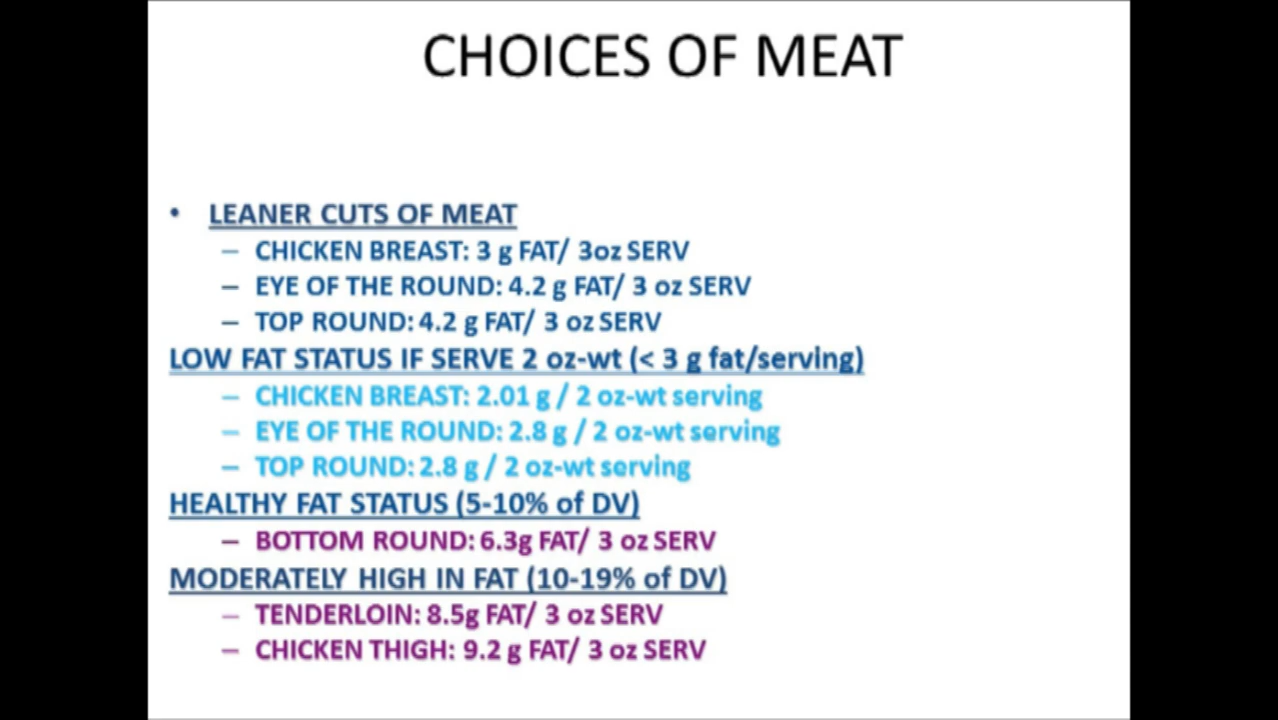 CHOICES OF MEAT
• LEANER CUTS OF MEAT
– CHICKEN BREAST: 3 g FAT/ 3oz SERV
– EYE OF THE ROUND: 4.2 g FAT/ 3 oz SERV
– TOP ROUND: 4.2 g FAT/ 3 oz SERV
LOW FAT STATUS IF SERVE 2 oz-wt (< 3 g fat/serving)
– CHICKEN BREAST: 2.01 g / 2 oz-wt serving
– EYE OF THE ROUND: 2.8 g / 2 oz-wt serving
– TOP ROUND: 2.8 g / 2 oz-wt serving
HEALTHY FAT STATUS (5-10% of DV)
– BOTTOM ROUND: 6.3g FAT/ 3 oz SERV
MODERATELY HIGH IN FAT (10-19% of DV)
– TENDERLOIN: 8.5g FAT/ 3 oz SERV
– CHICKEN THIGH: 9.2 g FAT/ 3 oz SERV